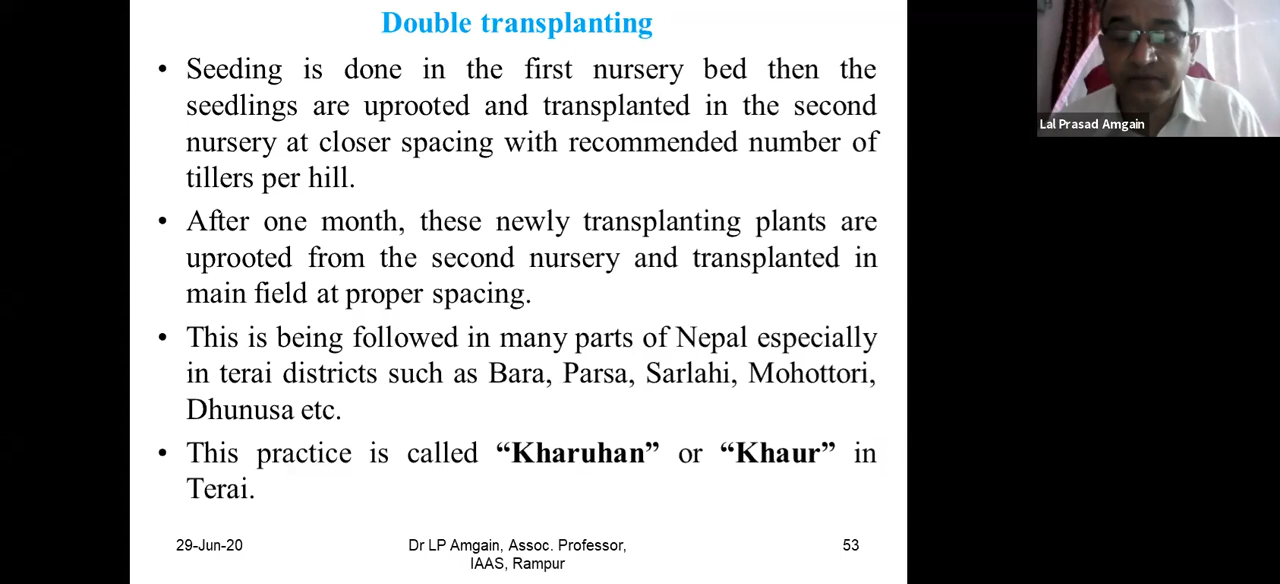 Double transplanting
• Seeding is done in the first nursery bed then the
seedlings are uprooted and transplanted in the second
nursery at closer spacing with recommended number of
tillers per hill.
• After one month, these newly transplanting plants are
uprooted from the second nursery and transplanted in
main field at proper spacing.
• This is being followed in many parts of Nepal especially
in terai districts such as Bara, Parsa, Sarlahi, Mohottori,
Dhunusa etc.
• This practice is called “Kharuhan” or “Khaur” in
Terai.
29-Jun-20
Dr LP Amgain, Assoc. Professor,
IAAS, Rampur
53
Lal Prasad Amgain